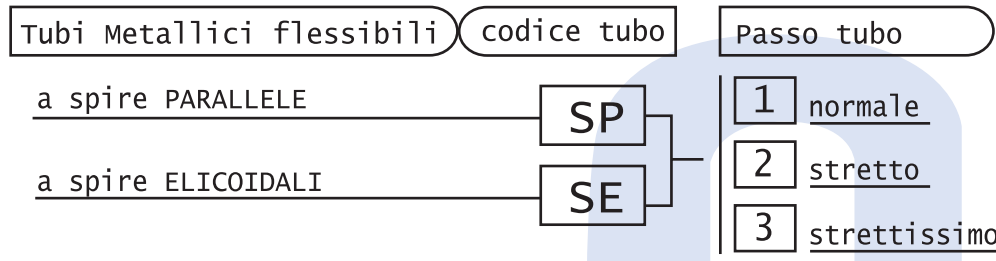 Tubi Metallici flessibili codice tubo Passo tubo
a spire PARALLELE SP 1 normale
2 stretto
a spire ELICOIDALI SE
3 strettissimo